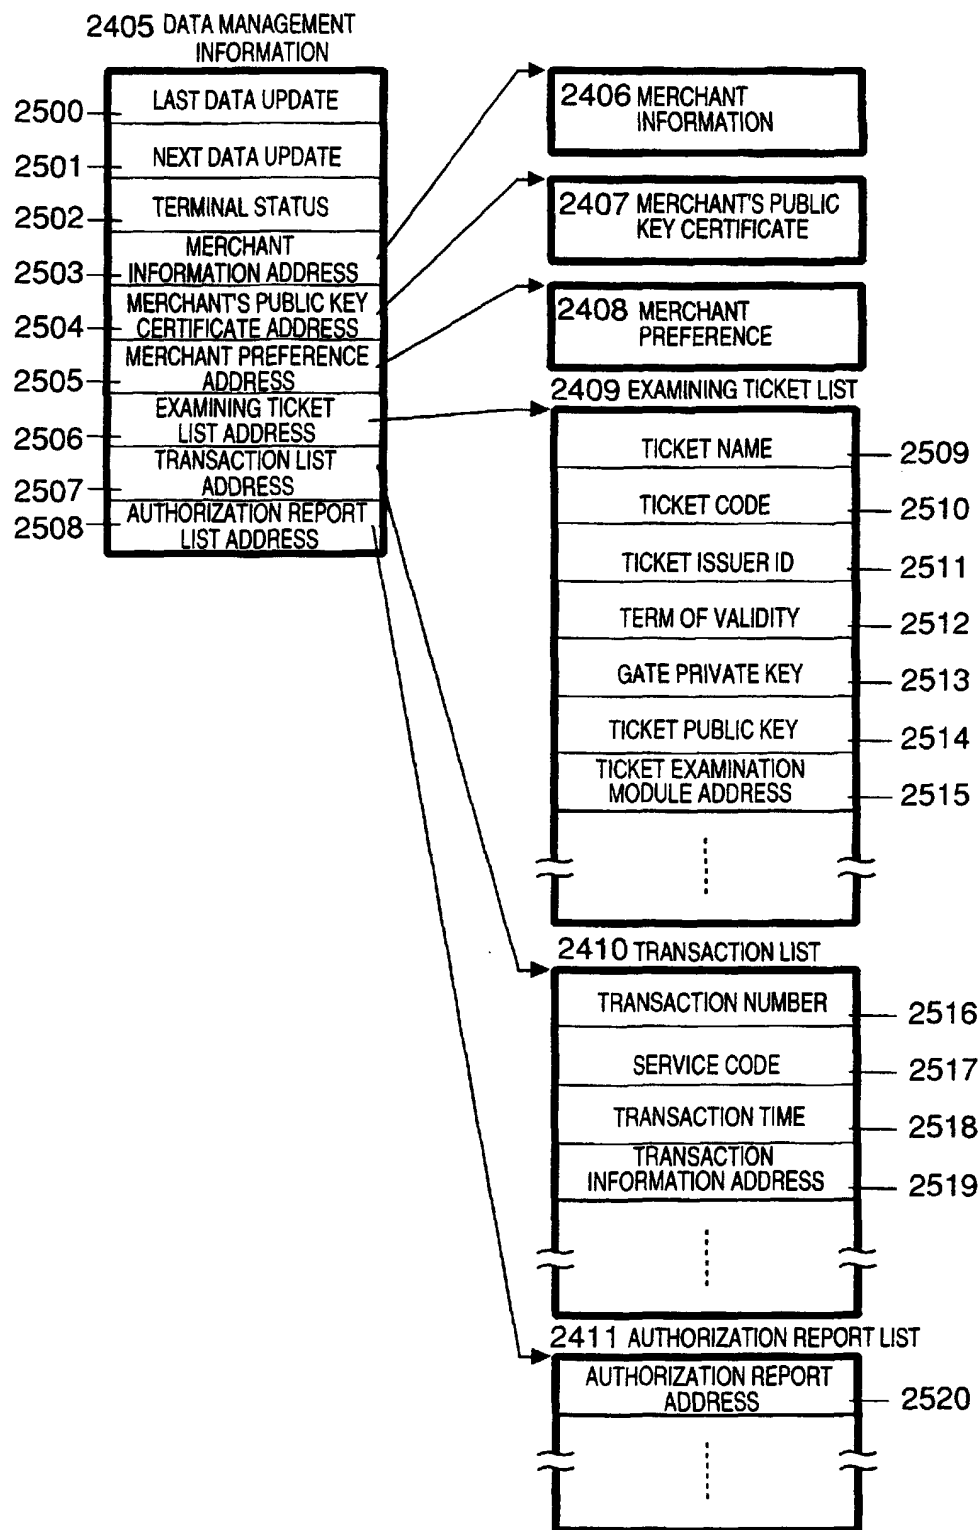 2405 DATA MANAGEMENT
INFORMATION
LAST DATA UPDATE
2500
NEXT DATA UPDATE
2501
TERMINAL STATUS
2502
MERCHANT
INFORMATION ADDRESS
2503
MERCHANT'S PUBLIC KEY
CERTIFICATE ADDRESS
2504
MERCHANT PREFERENCE
ADDRESS
2505
EXAMINING TICKET
LIST ADDRESS
2506
TRANSACTION LIST
ADDRESS
2507
AUTHORIZATION REPORT
LIST ADDRESS
2508
2406 MERCHANT
INFORMATION
2407 MERCHANT'S PUBLIC
KEY CERTIFICATE
2408 MERCHANT
PREFERENCE
2409 EXAMINING TICKET LIST
TICKET NAME
2509
TICKET CODE
2510
TICKET ISSUER ID
2511
TERM OF VALIDITY
2512
GATE PRIVATE KEY
2513
TICKET PUBLIC KEY
2514
TICKET EXAMINATION
MODULE ADDRESS
2515
2410 TRANSACTION LIST
TRANSACTION NUMBER
2516
SERVICE CODE
2517
TRANSACTION TIME
2518
TRANSACTION
INFORMATION ADDRESS
2519
2411 AUTHORIZATION REPORT LIST
AUTHORIZATION REPORT
ADDRESS
2520